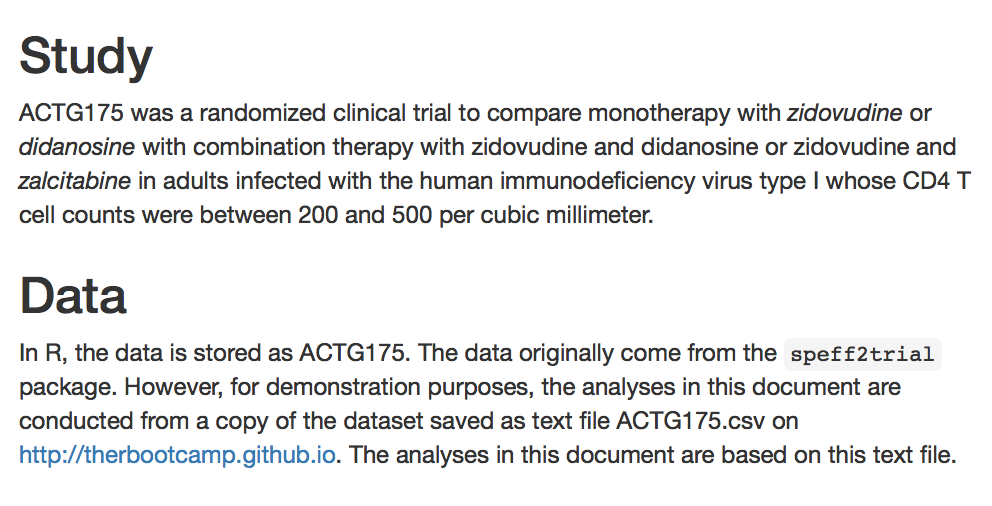 Study
ACTG175 was a randomized clinical trial to compare monotherapy with zidovudine or
didanosine with combination therapy with zidovudine and didanosine or zidovudine and
zalcitabine in adults infected with the human immunodeficiency virus type I whose CD4 T
cell counts were between 200 and 500 per cubic millimeter.
Data
In R, the data is stored as ACTG175. The data originally come from the speff2trial
package. However, for demonstration purposes, the analyses in this document are
conducted from a copy of the dataset saved as text file ACTG175.csv on
http://therbootcamp.github.io. The analyses in this document are based on this text file.